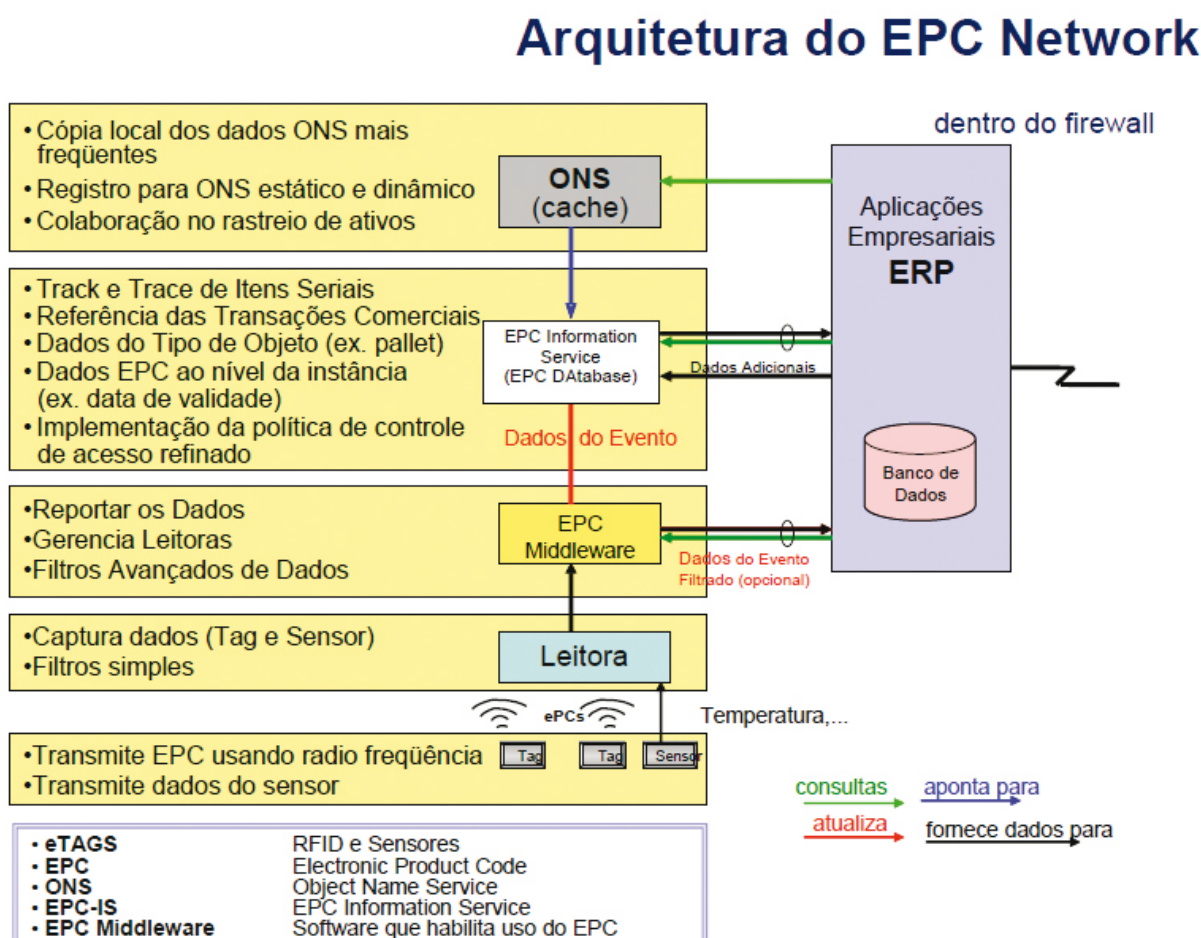 Arquitetura do EPC Network
dentro do firewall
• Cópia local dos dados ONS mais
freqüentes
• Registro para ONS estático e dinâmico
• Colaboração no rastreio de ativos
ONS
(cache)
Aplicações
Empresariais
ERP
• Track e Trace de Itens Seriais
• Referência das Transações Comerciais
• Dados do Tipo de Objeto (ex. pallet)
• Dados EPC ao nível da instância
(ex. data de validade)
• Implementação da política de controle
de acesso refinado
EPC Information
Service
(EPC DAtabase)
Dados Adicionais
Dados do Evento
Banco de
Dados
•Reportar os Dados
•Gerencia Leitoras
•Filtros Avançados de Dados
EPC
Middleware
Dados do Evento
Filtrado (opcional)
•Captura dados (Tag e Sensor)
•Filtros simples
Leitora
ePCs
Temperatura,...
•Transmite EPC usando radio freqüência
•Transmite dados do sensor
Tag
Tag
Sensor
consultas
aponta para
atualiza
fornece dados para
• eTAGS RFID e Sensores
• EPC Electronic Product Code
• ONS Object Name Service
• EPC-IS EPC Information Service
• EPC Middleware Software que habilita uso do EPC